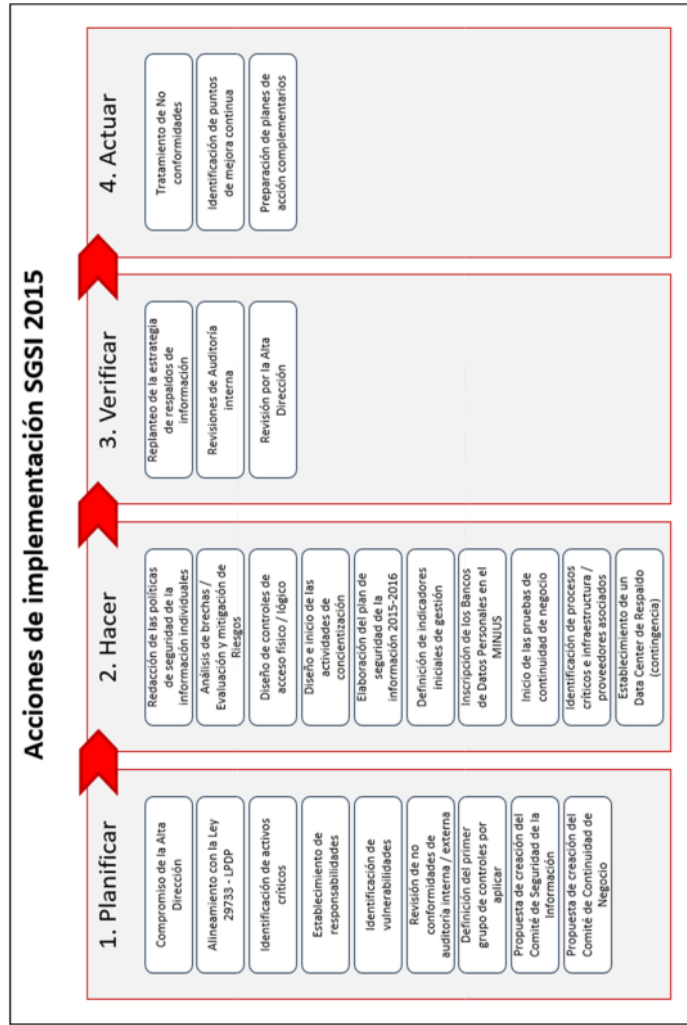 Acciones de implementación SGSI 2015
1. Planificar
Compromiso de la Alta
Dirección
Alineamiento con la Ley
29733 - LPDP
Identificación de activos
críticos
Establecimiento de
responsabilidades
Identificación de
vulnerabilidades
Revisión de no
conformidades de
auditoría interna / externa
Definición del primer
grupo de controles por
aplicar
Propuesta de creación del
Comité de Seguridad de la
Información
Propuesta de creación del
Comité de Continuidad de
Negocio
2. Hacer
Redacción de las políticas
de seguridad de la
información individuales
Análisis de brechas /
Evaluación y mitigación de
Riesgos
Diseño de controles de
acceso físico / lógico
Diseño e inicio de las
actividades de
concientización
Elaboración del plan de
seguridad de la
información 2015-2016
Definición de indicadores
iniciales de gestión
Inscripción de los Bancos
de Datos Personales en el
MINJUS
Inicio de las pruebas de
continuidad de negocio
Identificación de procesos
críticos e infraestructura /
proveedores asociados
Establecimiento de un
Data Center de Respaldo
(contingencia)
3. Verificar
Replanteo de la estrategia
de respaldos de
información
Revisiones de Auditoría
interna
Revisión por la Alta
Dirección
4. Actuar
Tratamiento de No
conformidades
Identificación de puntos
de mejora continua
Preparación de planes de
acción complementarios